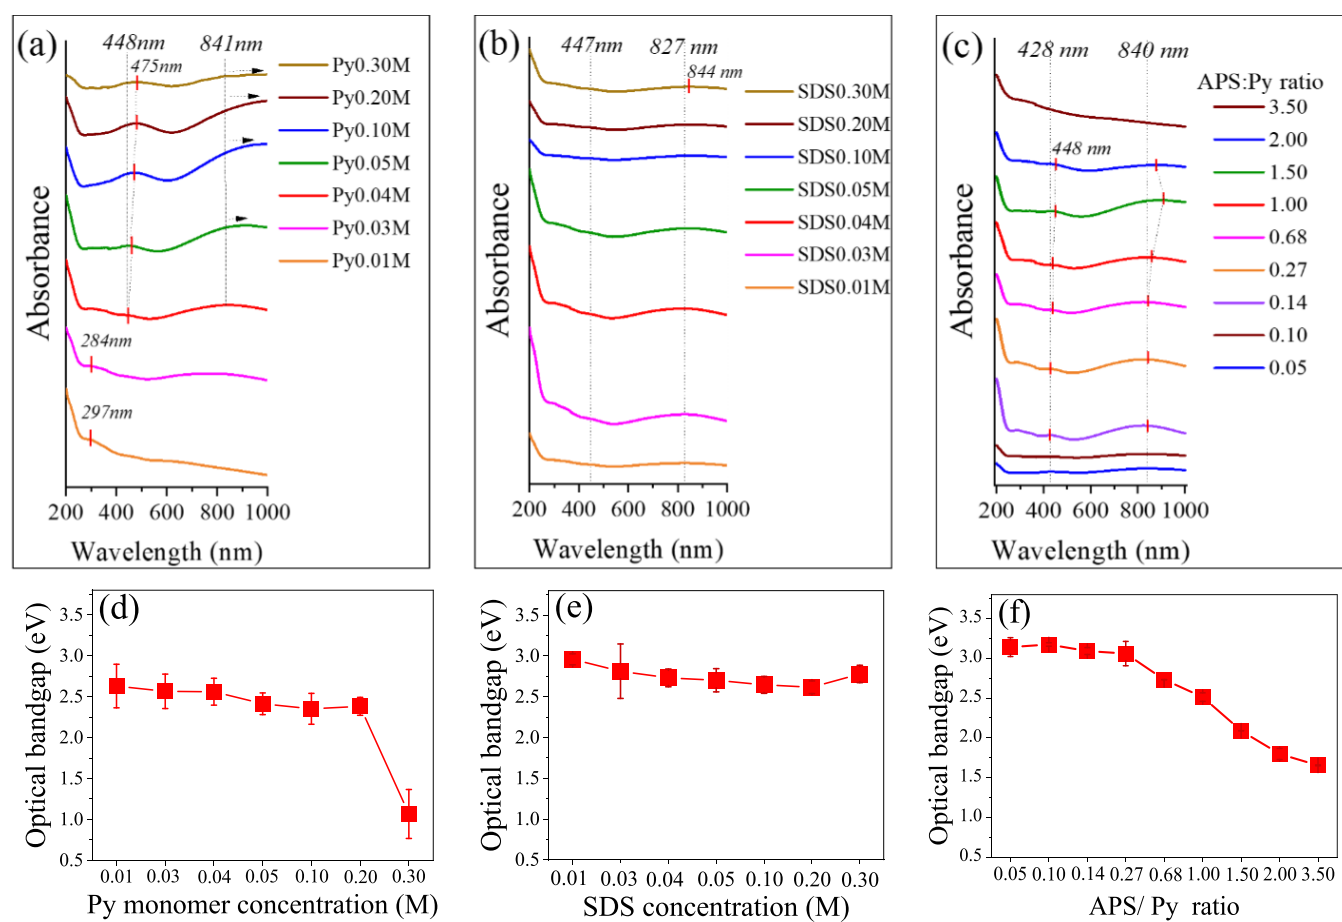 (a)
448nm
841nm
475nm
284nm
297nm
Py0.30M
Py0.20M
Py0.10M
Py0.05M
Py0.04M
Py0.03M
Py0.01M
Absorbance
200 400 600 800 1000
Wavelength (nm)
(b)
447nm
827 nm
844 nm
SDS0.30M
SDS0.20M
SDS0.10M
SDS0.05M
SDS0.04M
SDS0.03M
SDS0.01M
Absorbance
200 400 600 800 1000
Wavelength (nm)
(c)
428 nm
840 nm
448 nm
APS:Py ratio
3.50
2.00
1.50
1.00
0.68
0.27
0.14
0.10
0.05
Absorbance
200 400 600 800 1000
Wavelength (nm)
(d)
Optical bandgap (eV)
3.5
3.0
2.5
2.0
1.5
1.0
0.5
0.01 0.03 0.04 0.05 0.10 0.20 0.30
Py monomer concentration (M)
(e)
Optical bandgap (eV)
3.5
3.0
2.5
2.0
1.5
1.0
0.5
0.01 0.03 0.04 0.05 0.10 0.20 0.30
SDS concentration (M)
(f)
Optical bandgap (eV)
3.5
3.0
2.5
2.0
1.5
1.0
0.5
0.05 0.10 0.14 0.27 0.68 1.00 1.50 2.00 3.50
APS/ Py ratio